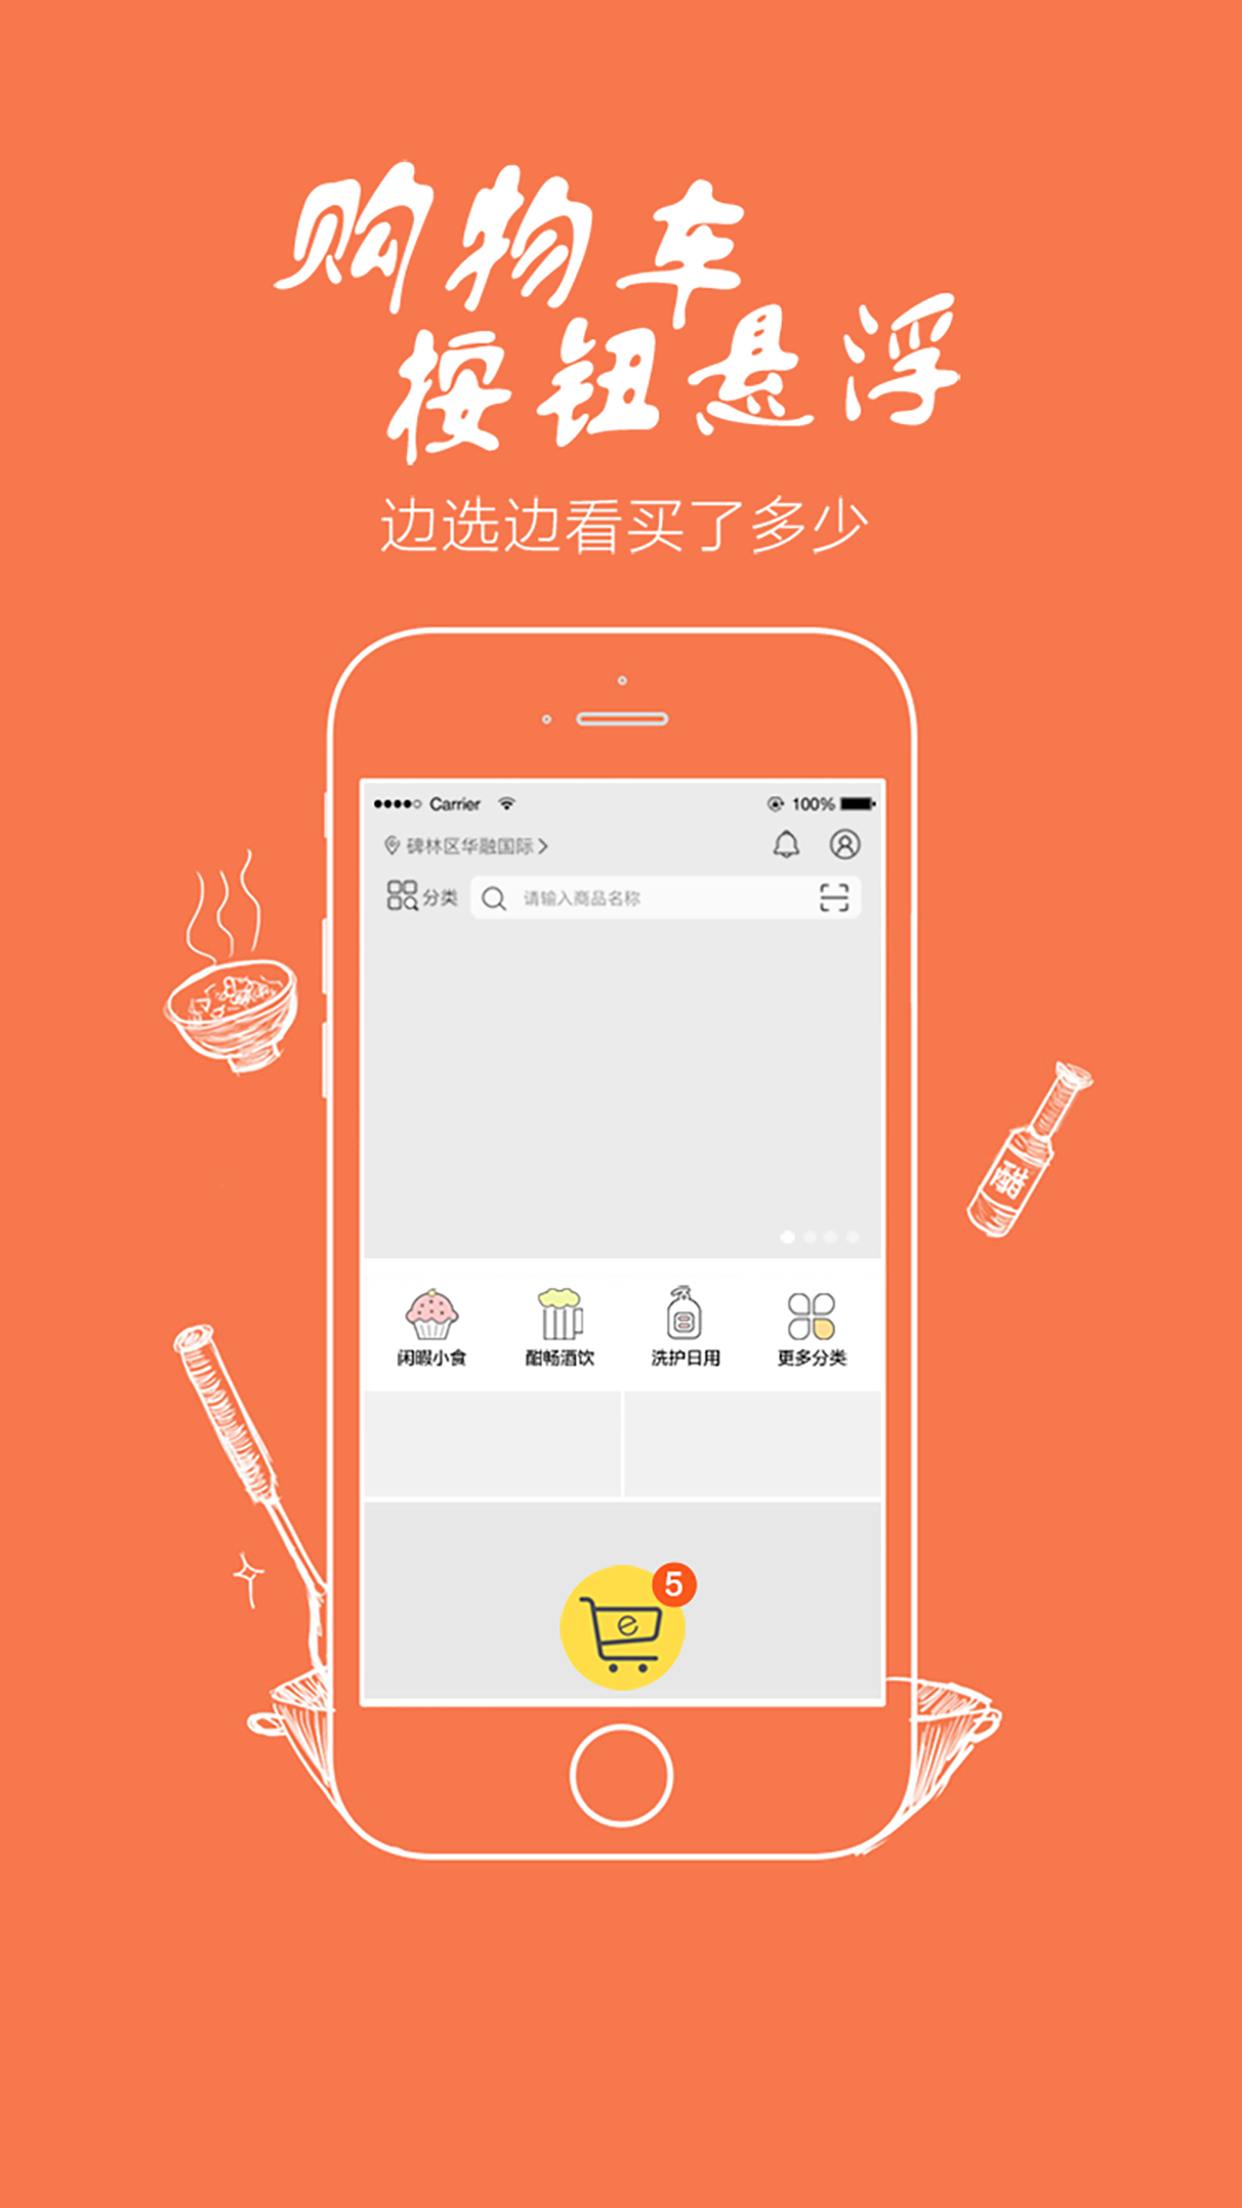 购物车
按钮悬浮
边选边看买了多少
Carrier 100%
碑林区华融国际
分类 请输入商品名称
醋
闲暇小食 酣畅酒饮 洗护日用 更多分类
5
e